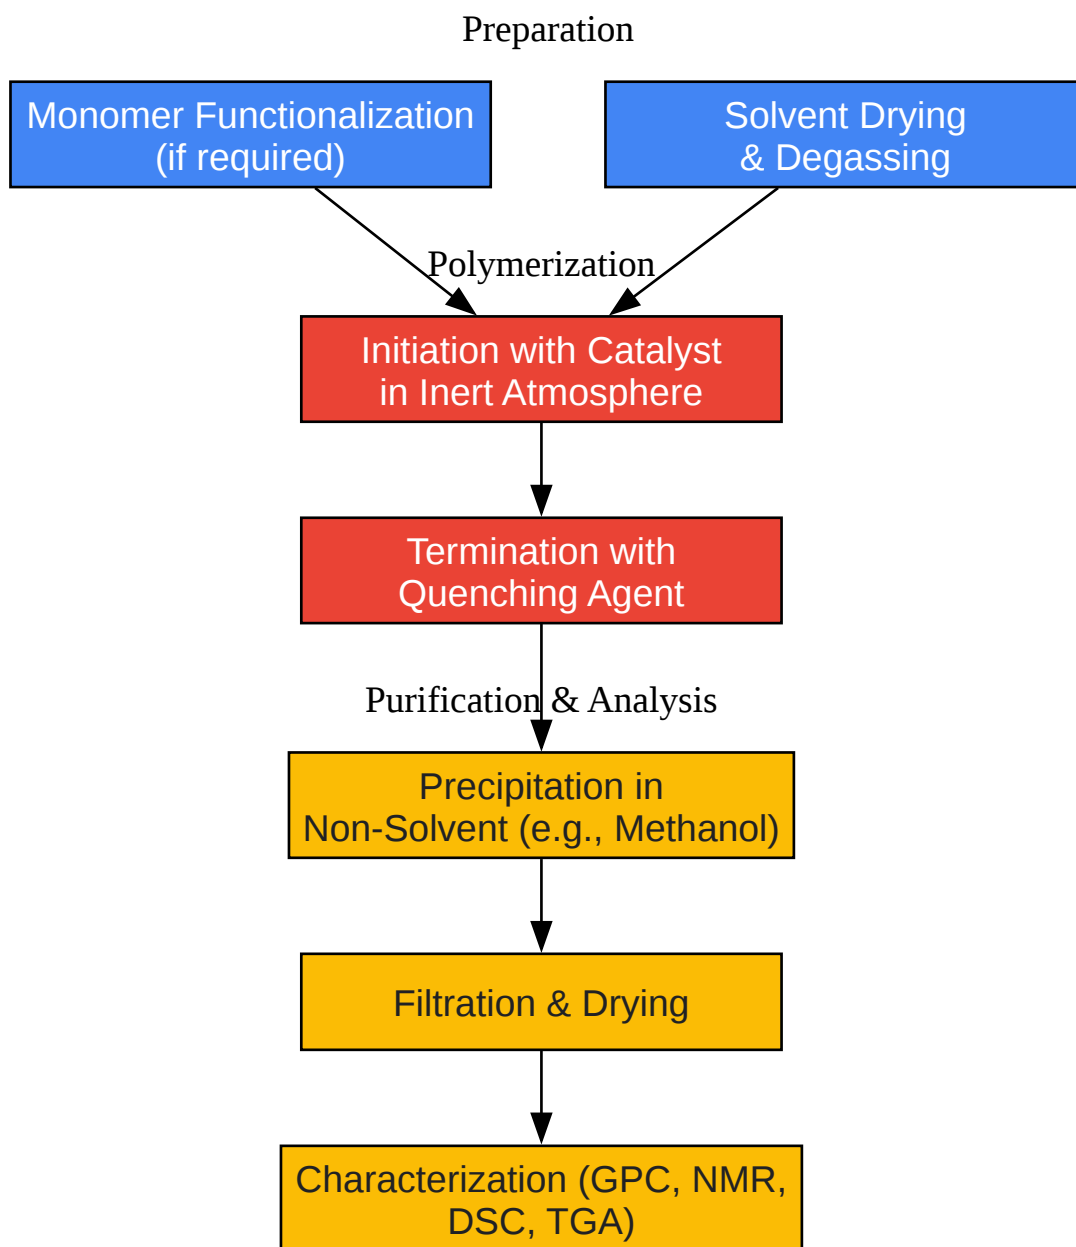 Preparation
Monomer Functionalization
(if required)
Solvent Drying
& Degassing
Polymerization
Initiation with Catalyst
in Inert Atmosphere
Termination with
Quenching Agent
Purification & Analysis
Precipitation in
Non-Solvent (e.g., Methanol)
Filtration & Drying
Characterization (GPC, NMR,
DSC, TGA)